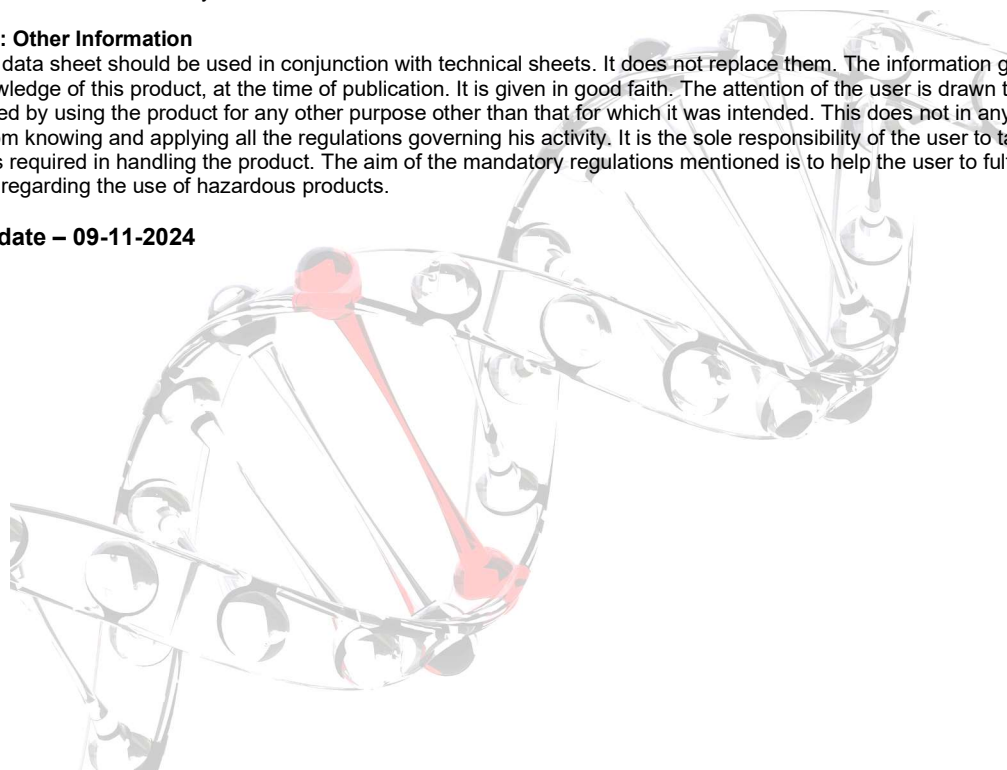 : Other Information
data sheet should be used in conjunction with technical sheets. It does not replace them. The information g
wledge of this product, at the time of publication. It is given in good faith. The attention of the user is drawn t
ed by using the product for any other purpose other than that for which it was intended. This does not in any
om knowing and applying all the regulations governing his activity. It is the sole responsibility of the user to ta
s required in handling the product. The aim of the mandatory regulations mentioned is to help the user to fulf
regarding the use of hazardous products.
date – 09-11-2024